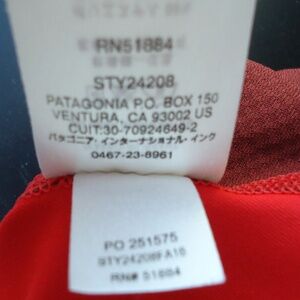 RN51884
STY24208
PATAGONIA P.O. BOX 150
VENTURA, CA 93002 US
CUIT:30-70924649-2
パタゴニア・インターナショナル・インク
0467-23-8961
PO 251575
STY24208FA10
RN# 51884